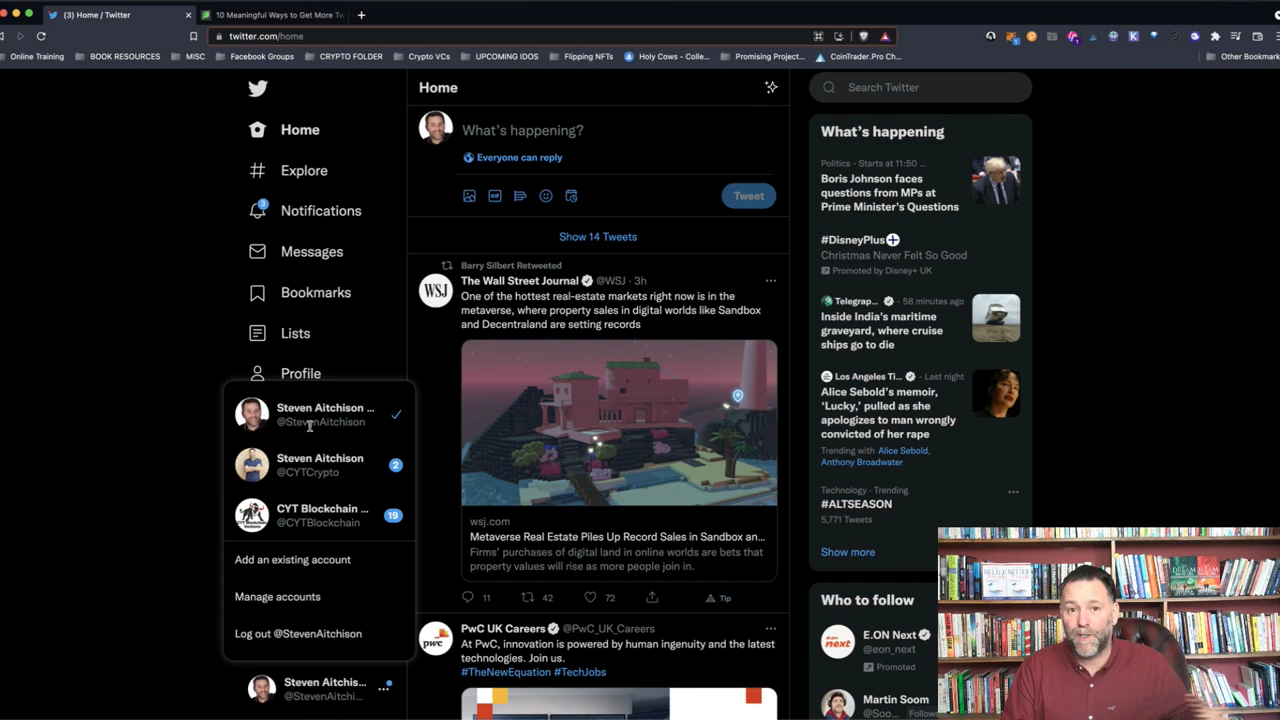 (3) Home / Twitter
10 Meaningful Ways to Get More Tw
twitter.com/home
Online Training
BOOK RESOURCES
MISC
Facebook Groups
CRYPTO FOLDER
Crypto VCs
UPCOMING IDOS
Flipping NFTs
Holy Cows - Colle...
Promising Project...
CoinTrader.Pro Ch...
Other Bookmark
Home
Explore
3
Notifications
Messages
Bookmarks
Lists
Profile
Steven Aitchison ...
@StevenAitchison
Steven Aitchison
@CYTCrypto
2
CYT Blockchain ...
@CYTBlockchain
19
Add an existing account
Manage accounts
Log out @StevenAitchison
Steven Aitchis...
@StevenAitchi...
Home
What's happening?
Everyone can reply
GIF
Tweet
Show 14 Tweets
Barry Silbert Retweeted
WSJ
The Wall Street Journal @WSJ · 3h
One of the hottest real-estate markets right now is in the
metaverse, where property sales in digital worlds like Sandbox
and Decentraland are setting records
wsj.com
Metaverse Real Estate Piles Up Record Sales in Sandbox an...
Firms' purchases of digital land in online worlds are bets that
property values will rise as more people join in.
11
42
72
Tip
pwc
PwC UK Careers @PwC_UK_Careers
At PwC, innovation is powered by human ingenuity and the latest
technologies. Join us.
#TheNewEquation #TechJobs
Search Twitter
What's happening
Politics · Starts at 11:50 ...
Boris Johnson faces
questions from MPs at
Prime Minister's Questions
#DisneyPlus
Christmas Never Felt So Good
Promoted by Disney+ UK
Telegrap... · 58 minutes ago
Inside India's maritime
graveyard, where cruise
ships go to die
Los Angeles Ti... · Last night
Alice Sebold's memoir,
'Lucky,' pulled as she
apologizes to man wrongly
convicted of her rape
Trending with Alice Sebold,
Anthony Broadwater
Technology · Trending
#ALTSEASON
5,771 Tweets
Show more
Who to follow
e·on next
E.ON Next
@eon_next
Promoted
Martin Soom
@Soo...
Follows